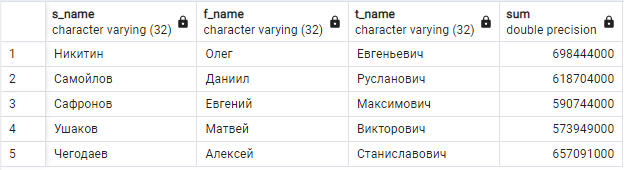 s_name f_name t_name sum
character varying (32) character varying (32) character varying (32) double precision
1 Никитин Олег Евгеньевич 698444000
2 Самойлов Даниил Русланович 618704000
3 Сафронов Евгений Максимович 590744000
4 Ушаков Матвей Викторович 573949000
5 Чегодаев Алексей Станиславович 657091000